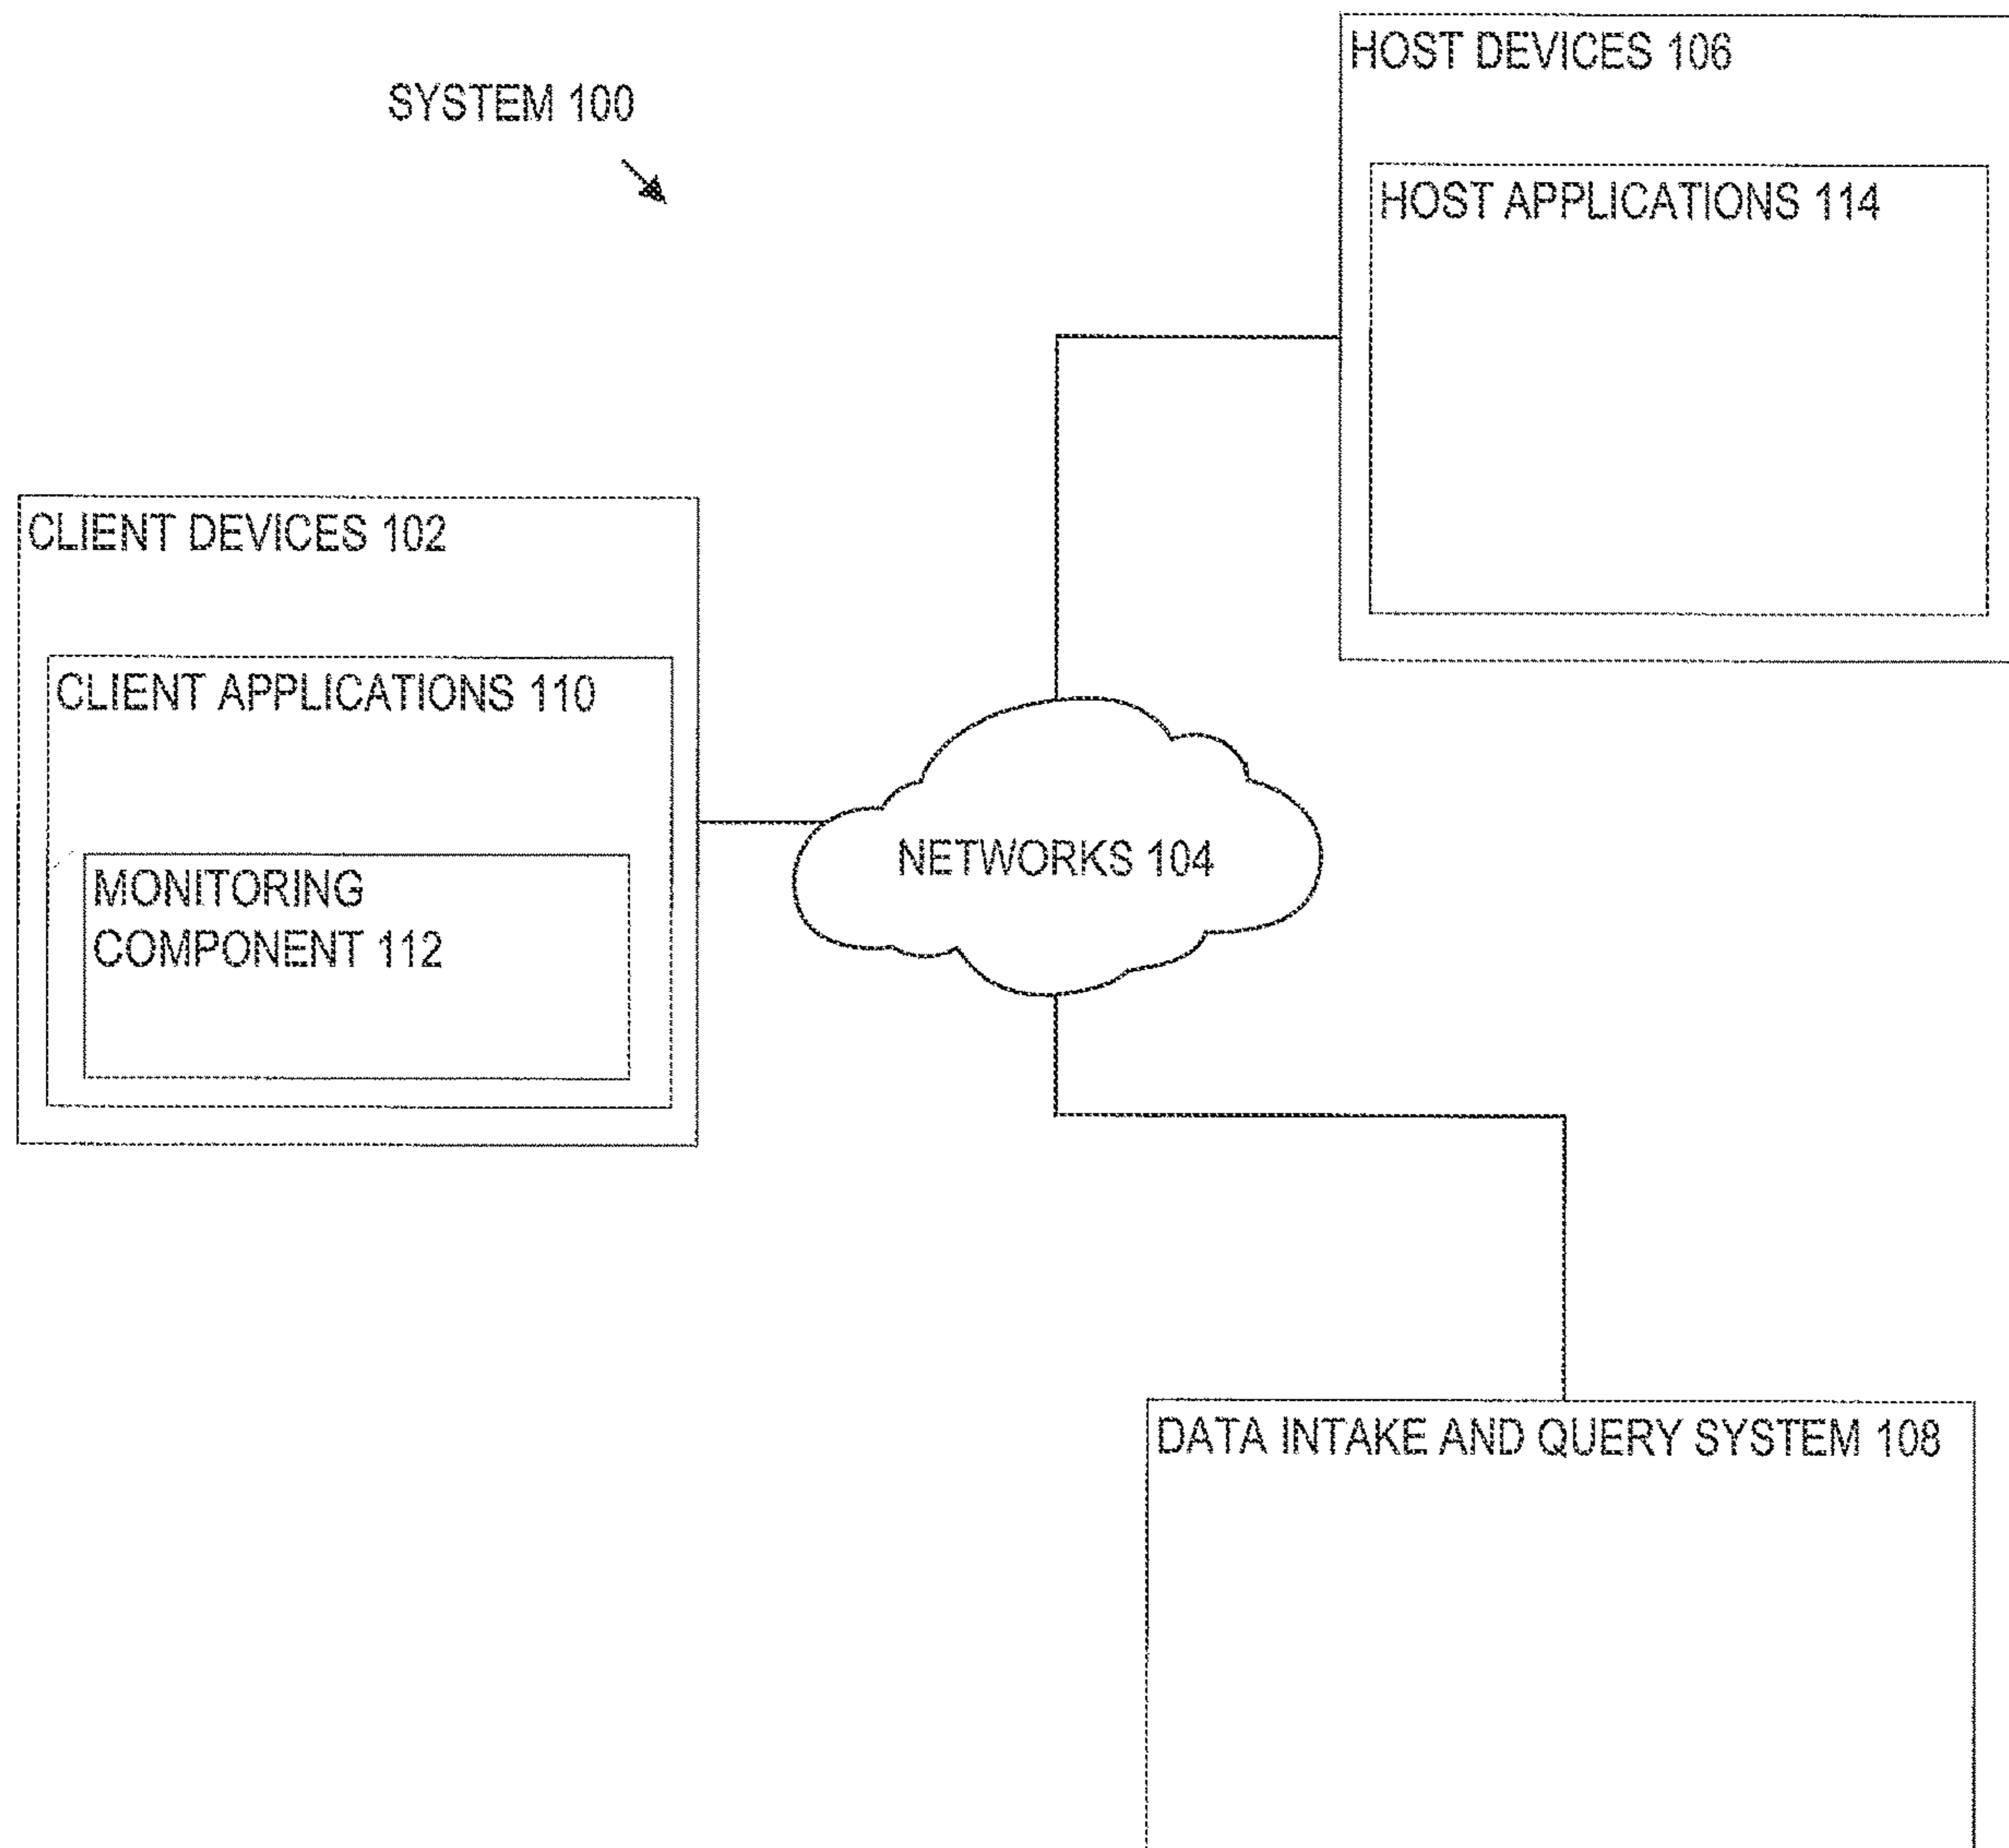 SYSTEM 100
HOST DEVICES 106
HOST APPLICATIONS 114
CLIENT DEVICES 102
CLIENT APPLICATIONS 110
MONITORING
COMPONENT 112
NETWORKS 104
DATA INTAKE AND QUERY SYSTEM 108